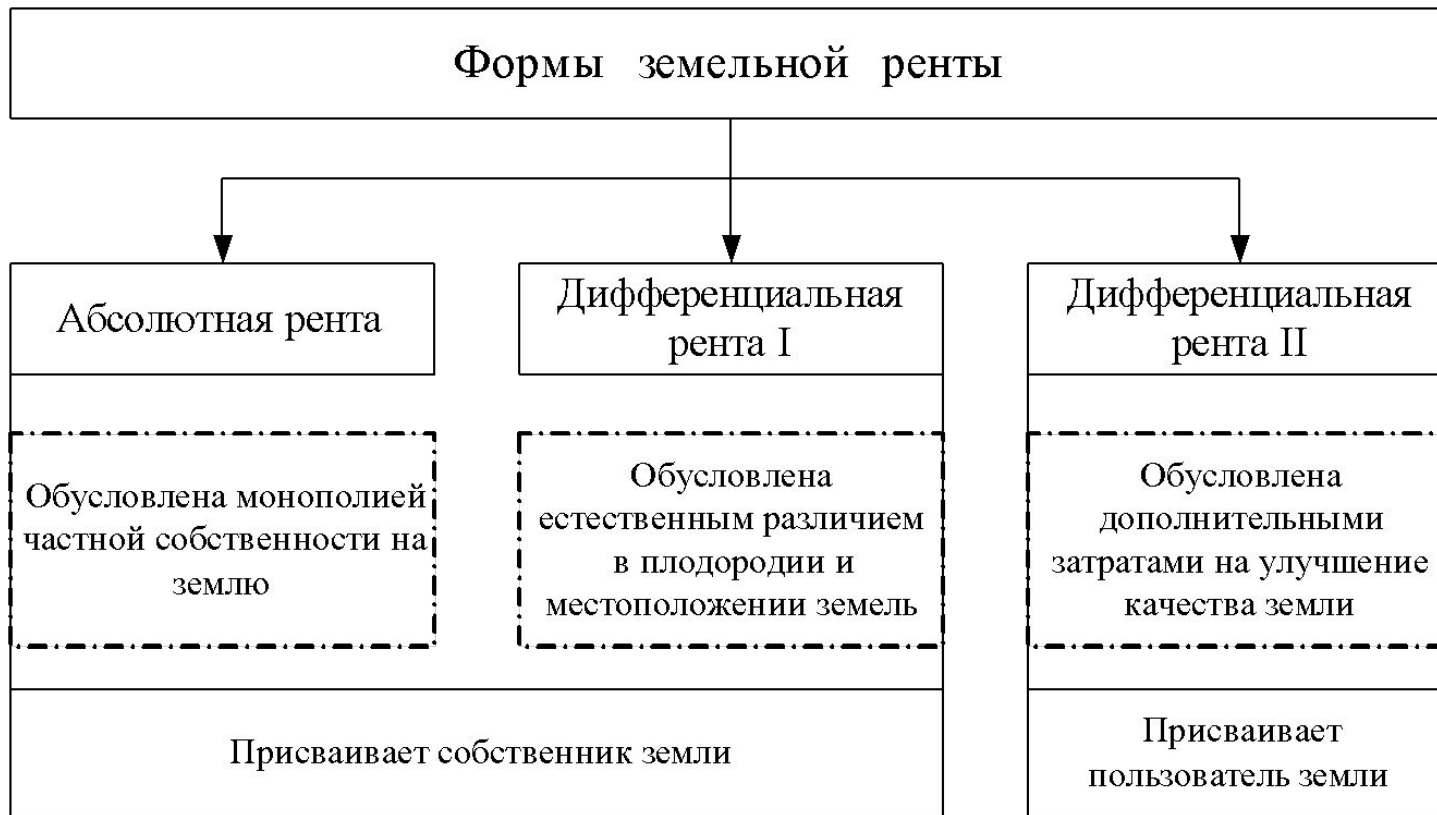 Формы земельной ренты
Абсолютная рента
Дифференциальная
рента I
Дифференциальная
рента II
Обусловлена монополией
частной собственности на
землю
Обусловлена
естественным различием
в плодородии и
местоположении земель
Обусловлена
дополнительными
затратами на улучшение
качества земли
Присваивает собственник земли
Присваивает
пользователь земли